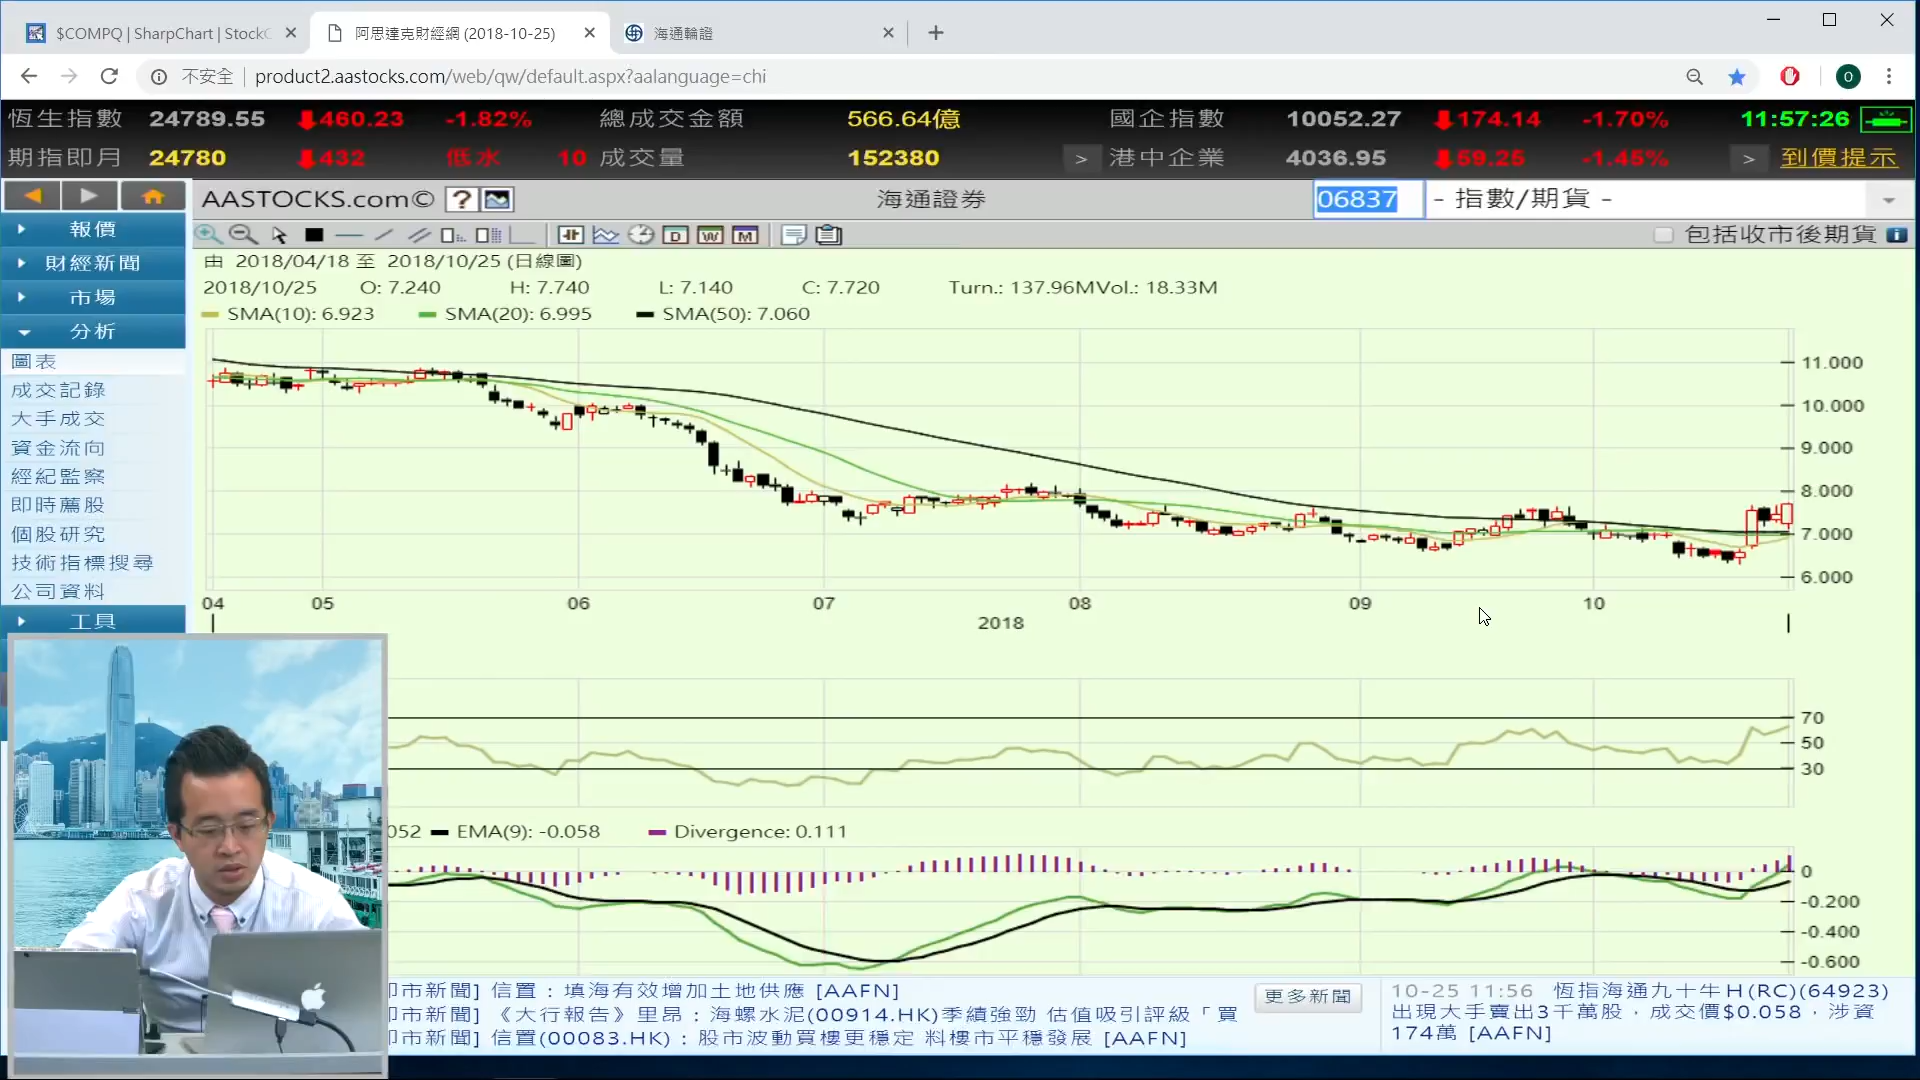 $COMPQ | SharpChart | StockC
阿思達克財經網 (2018-10-25)
海通輪證
不安全
product2.aastocks.com/web/qw/default.aspx?aalanguage=chi
O
恆生指數 24789.55 460.23 -1.82% 總成交金額 566.64億 國企指數 10052.27 174.14 -1.70% 11:57:26
期指即月 24780 432 低水 10 成交量 152380 > 港中企業 4036.95 59.25 -1.45% > 到價提示
AASTOCKS.com© ? 海通證券 06837 - 指數/期貨 -
D W M 包括收市後期貨 i
報價
財經新聞
市場
分析
圖表
成交記錄
大手成交
資金流向
經紀監察
即時薦股
個股研究
技術指標搜尋
公司資料
工具
由 2018/04/18 至 2018/10/25 (日線圖)
2018/10/25 O: 7.240 H: 7.740 L: 7.140 C: 7.720 Turn.: 137.96MVol.: 18.33M
SMA(10): 6.923 SMA(20): 6.995 SMA(50): 7.060
11.000
10.000
9.000
8.000
7.000
6.000
04 05 06 07 08 09 10
2018
70
50
30
052 EMA(9): -0.058 Divergence: 0.111
0
-0.200
-0.400
-0.600
即市新聞] 信置：填海有效增加土地供應 [AAFN]
即市新聞] 《大行報告》里昂：海螺水泥(00914.HK)季績強勁 估值吸引評級「買
即市新聞] 信置(00083.HK)：股市波動買樓更穩定 料樓市平穩發展 [AAFN]
更多新聞
10-25 11:56 恆指海通九十牛H(RC)(64923)
出現大手賣出3千萬股，成交價$0.058，涉資
174萬 [AAFN]